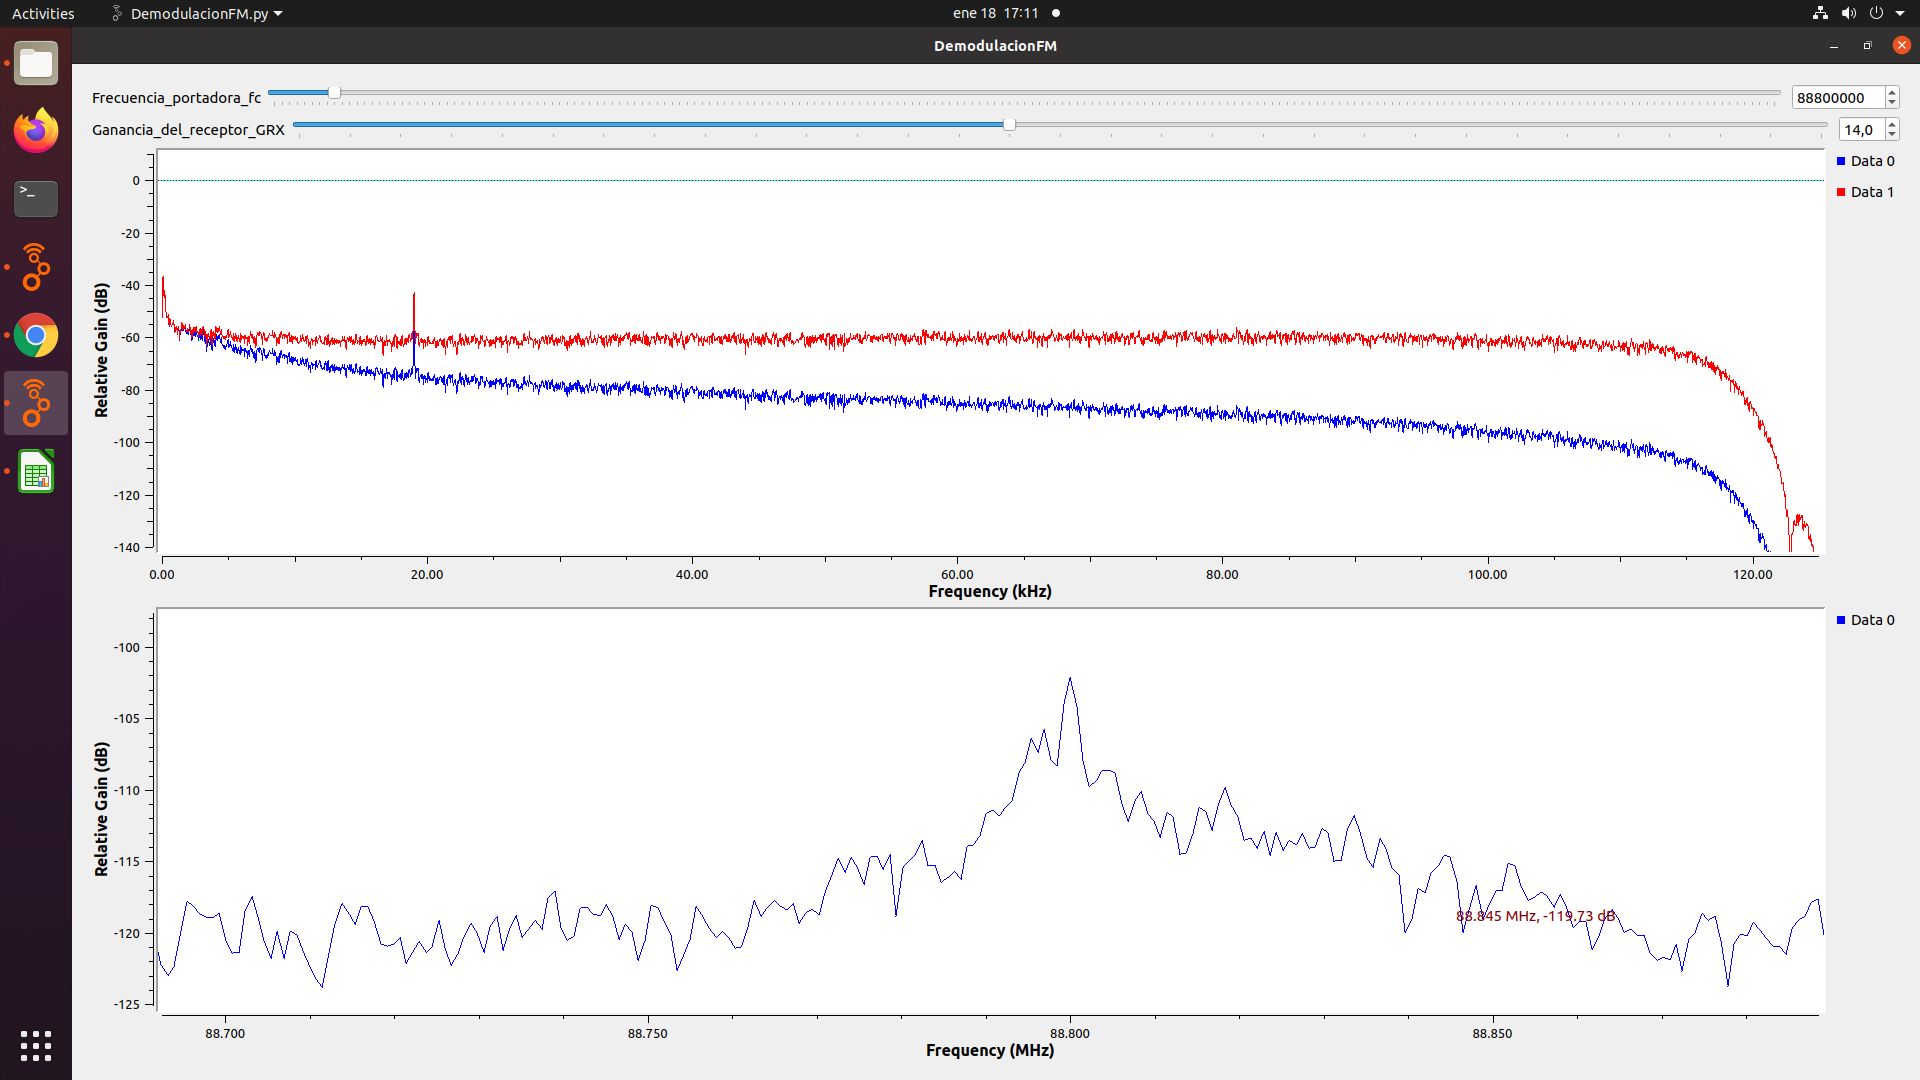 Activities DemodulacionFM.py ene 18 17:11
DemodulacionFM
Frecuencia_portadora_fc 88800000
Ganancia_del_receptor_GRX 14,0
Data 0
Data 1
Relative Gain (dB)
0
-20
-40
-60
-80
-100
-120
-140
0.00 20.00 40.00 60.00 80.00 100.00 120.00
Frequency (kHz)
Data 0
Relative Gain (dB)
-100
-105
-110
-115
-120
-125
88.845 MHz, -119.73 dB
88.700 88.750 88.800 88.850
Frequency (MHz)